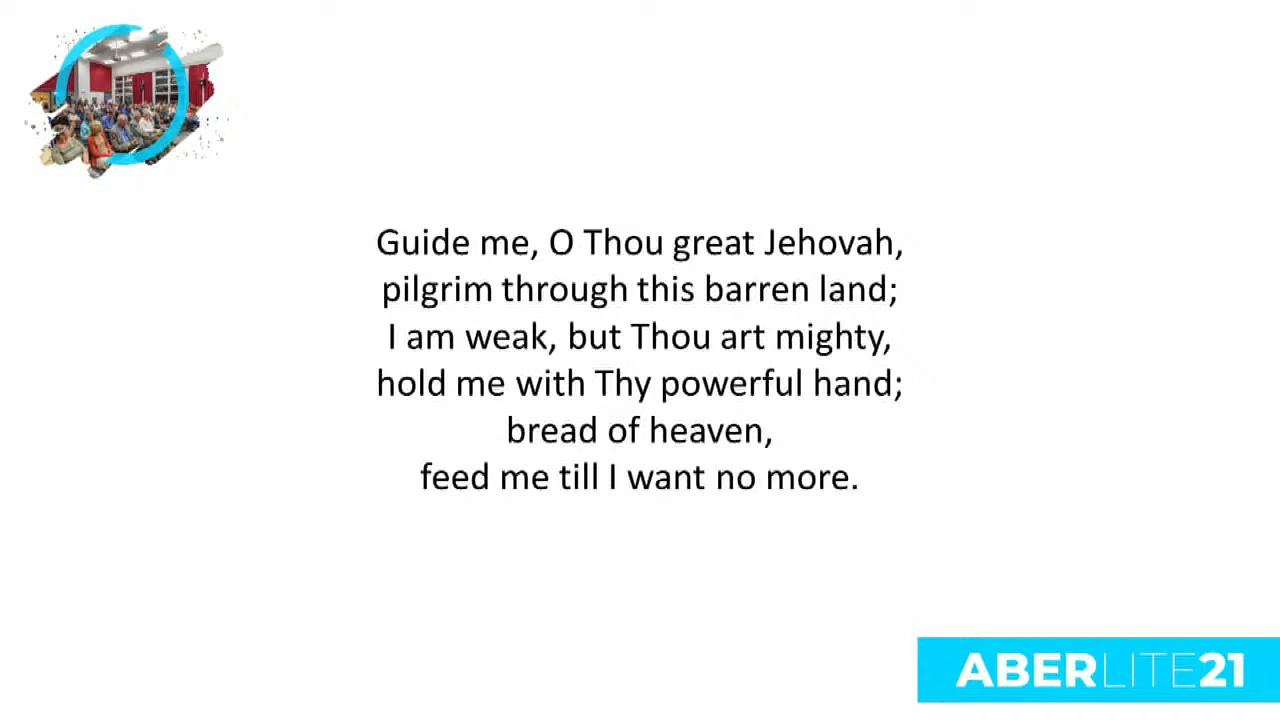 Guide me, O Thou great Jehovah,
pilgrim through this barren land;
I am weak, but Thou art mighty,
hold me with Thy powerful hand;
bread of heaven,
feed me till I want no more.
ABERLITE21